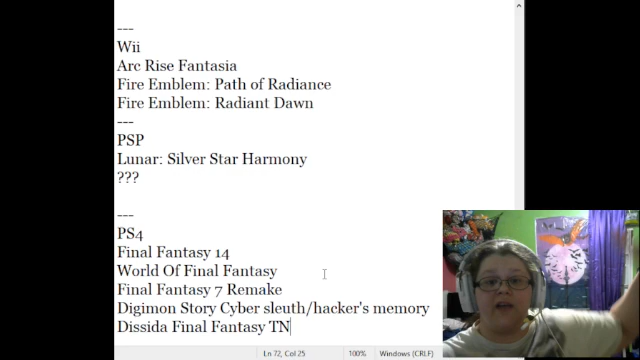 ---
Wii
Arc Rise Fantasia
Fire Emblem: Path of Radiance
Fire Emblem: Radiant Dawn
---
PSP
Lunar: Silver Star Harmony
???
---
PS4
Final Fantasy 14
World Of Final Fantasy
Final Fantasy 7 Remake
Digimon Story Cyber sleuth/hacker's memory
Dissida Final Fantasy TN
Ln 72, Col 25 100% Windows (CRLF)